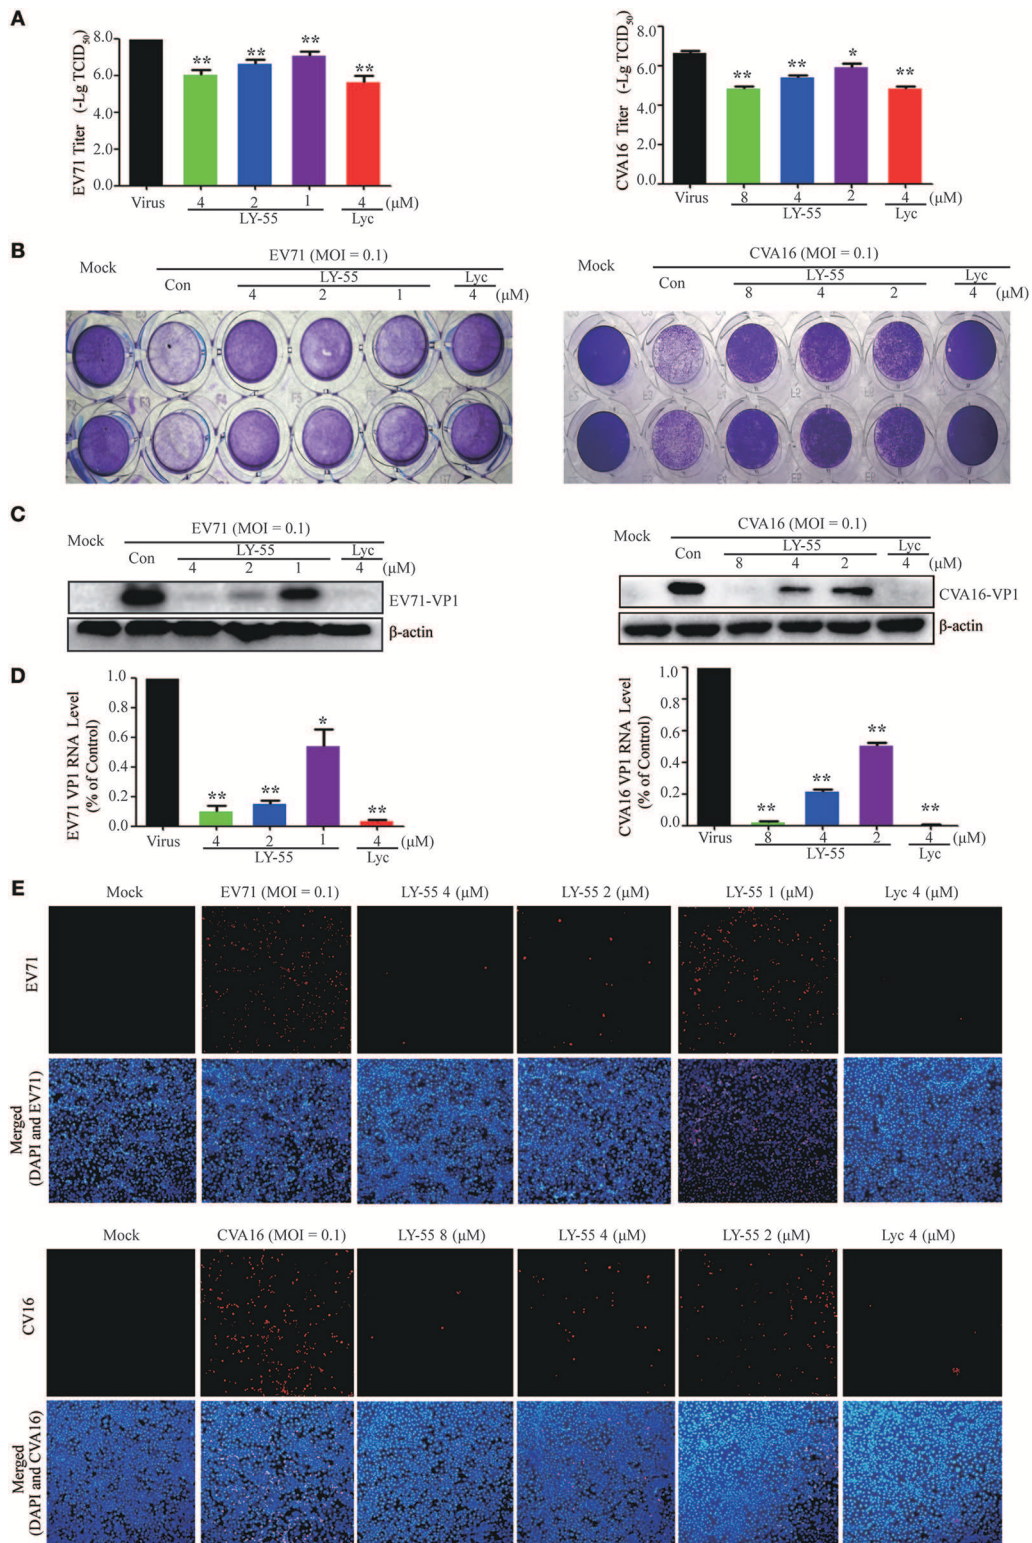 A
EV71 Titer (-Lg TCID50)
8.0
6.0
4.0
2.0
0.0
** ** ** **
Virus 4 2 1 4 (μM)
LY-55 Lyc
CVA16 Titer (-Lg TCID50)
8.0
6.0
4.0
2.0
0.0
** ** * **
Virus 8 4 2 4 (μM)
LY-55 Lyc
B
EV71 (MOI = 0.1)
Mock Con LY-55 Lyc
4 2 1 4 (μM)
CVA16 (MOI = 0.1)
Mock Con LY-55 Lyc
8 4 2 4 (μM)
C
EV71 (MOI = 0.1)
Mock Con LY-55 Lyc
4 2 1 4 (μM)
EV71-VP1
β-actin
CVA16 (MOI = 0.1)
Mock Con LY-55 Lyc
8 4 2 4 (μM)
CVA16-VP1
β-actin
D
EV71 VP1 RNA Level
(% of Control)
1.0
0.8
0.6
0.4
0.2
0.0
** ** * **
Virus 4 2 1 4 (μM)
LY-55 Lyc
CVA16 VP1 RNA Level
(% of Control)
1.0
0.8
0.6
0.4
0.2
0.0
** ** ** **
Virus 8 4 2 4 (μM)
LY-55 Lyc
E
Mock EV71 (MOI = 0.1) LY-55 4 (μM) LY-55 2 (μM) LY-55 1 (μM) Lyc 4 (μM)
EV71
Merged
(DAPI and EV71)
Mock CVA16 (MOI = 0.1) LY-55 8 (μM) LY-55 4 (μM) LY-55 2 (μM) Lyc 4 (μM)
CV16
Merged
(DAPI and CVA16)